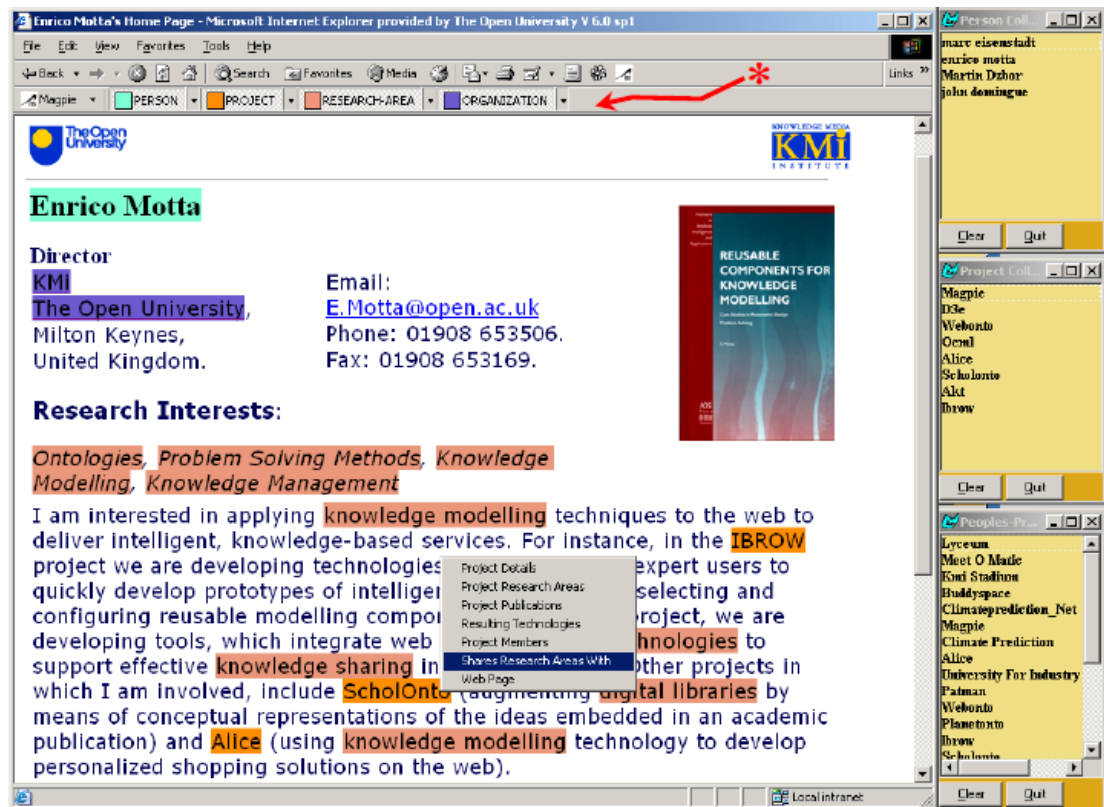 Enrico Motta's Home Page - Microsoft Internet Explorer provided by The Open University V 6.0 sp1
File Edit View Favorites Tools Help
Back Search Favorites Media Links »
Magpie PERSON PROJECT RESEARCH-AREA ORGANIZATION
*
The Open
University
KNOWLEDGE MEDIA
KMi
INSTITUTE
Enrico Motta
Director
KMi
The Open University,
Milton Keynes,
United Kingdom.
Email:
E.Motta@open.ac.uk
Phone: 01908 653506.
Fax: 01908 653169.
REUSABLE
COMPONENTS FOR
KNOWLEDGE
MODELLING
Research Interests:
Ontologies, Problem Solving Methods, Knowledge
Modelling, Knowledge Management
I am interested in applying knowledge modelling techniques to the web to
deliver intelligent, knowledge-based services. For instance, in the IBROW
project we are developing technologies expert users to
quickly develop prototypes of intelligen selecting and
configuring reusable modelling compo project, we are
developing tools, which integrate web hnologies to
support effective knowledge sharing in Other projects in
which I am involved, include ScholOnto (augmenting digital libraries by
means of conceptual representations of the ideas embedded in an academic
publication) and Alice (using knowledge modelling technology to develop
personalized shopping solutions on the web).
Project Details
Project Research Areas
Project Publications
Resulting Technologies
Project Members
Shares Research Areas With
Web Page
Local intranet
Person Coll...
marc eisenstadt
enrico motta
Martin Dzbor
john domingue
Clear Quit
Project Coll...
Magpie
D3e
Webonto
Ocml
Alice
Scholonto
Akt
Ibrow
Clear Quit
Peoples-Pr...
Lyceum
Meet O Matic
Kmi Stadium
Buddyspace
Climateprediction_Net
Magpie
Climate Prediction
Alice
University For Industry
Patman
Webonto
Planetonto
Ibrow
Scholonto
Clear Quit